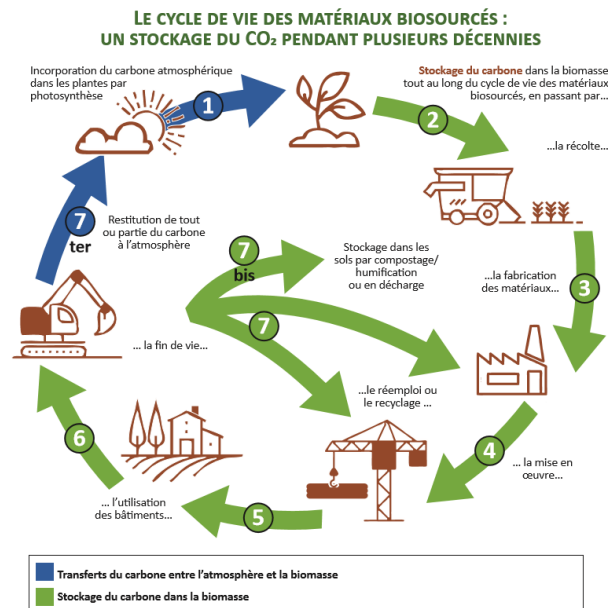 LE CYCLE DE VIE DES MATÉRIAUX BIOSOURCÉS :
UN STOCKAGE DU CO₂ PENDANT PLUSIEURS DÉCENNIES
Incorporation du carbone atmosphérique
dans les plantes par
photosynthèse
1
Stockage du carbone dans la biomasse
tout au long du cycle de vie des matériaux
biosourcés, en passant par...
2
...la récolte...
7
ter
Restitution de tout
ou partie du carbone
à l'atmosphère
7
bis
Stockage dans les
sols par compostage/
humification
ou en décharge
...la fabrication
des matériaux...
3
7
... la fin de vie...
...le réemploi ou
le recyclage ...
6
4
... la mise en
œuvre...
... l'utilisation
des bâtiments...
5
Transferts du carbone entre l'atmosphère et la biomasse
Stockage du carbone dans la biomasse